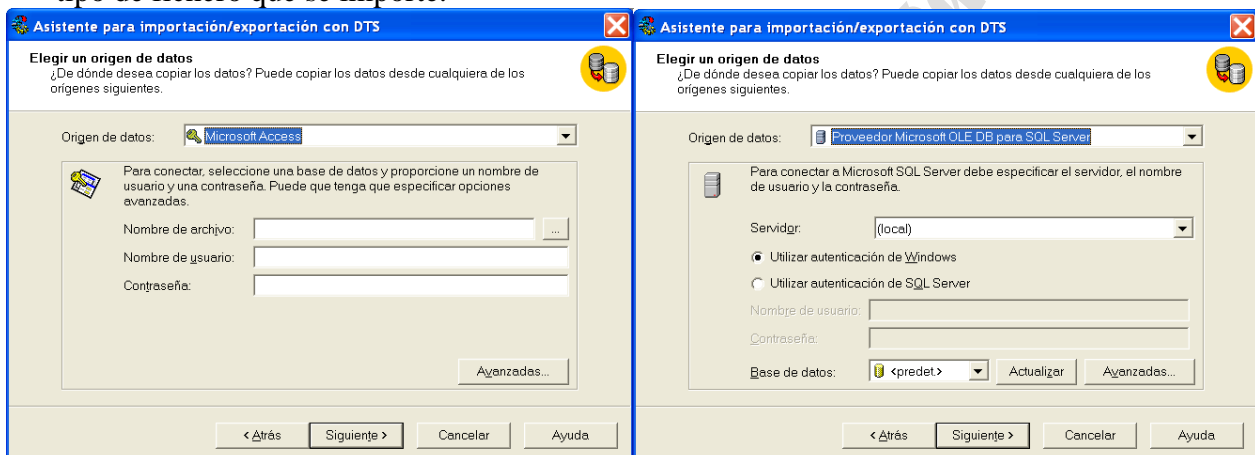 tipo de fichero que se importe.
Asistente para importación/exportación con DTS
Elegir un origen de datos
¿De dónde desea copiar los datos? Puede copiar los datos desde cualquiera de los
orígenes siguientes.
Origen de datos: Microsoft Access
Para conectar, seleccione una base de datos y proporcione un nombre de
usuario y una contraseña. Puede que tenga que especificar opciones
avanzadas.
Nombre de archivo: ...
Nombre de usuario:
Contraseña:
Avanzadas...
< Atrás Siguiente > Cancelar Ayuda
Asistente para importación/exportación con DTS
Elegir un origen de datos
¿De dónde desea copiar los datos? Puede copiar los datos desde cualquiera de los
orígenes siguientes.
Origen de datos: Proveedor Microsoft OLE DB para SQL Server
Para conectar a Microsoft SQL Server debe especificar el servidor, el nombre
de usuario y la contraseña.
Servidor: (local)
Utilizar autenticación de Windows
Utilizar autenticación de SQL Server
Nombre de usuario:
Contraseña:
Base de datos: <predet.> Actualizar Avanzadas...
< Atrás Siguiente > Cancelar Ayuda